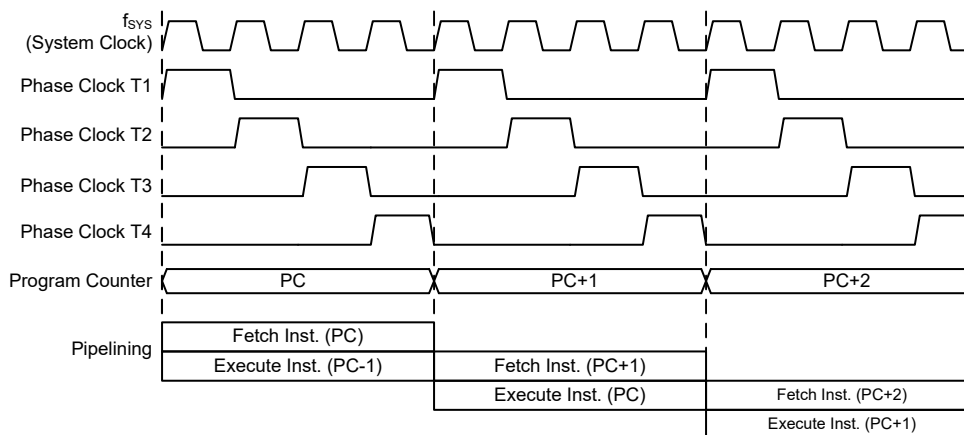 fSYS
(System Clock)
Phase Clock T1
Phase Clock T2
Phase Clock T3
Phase Clock T4
Program Counter PC PC+1 PC+2
Fetch Inst. (PC)
Pipelining
Execute Inst. (PC-1) Fetch Inst. (PC+1)
Execute Inst. (PC) Fetch Inst. (PC+2)
Execute Inst. (PC+1)